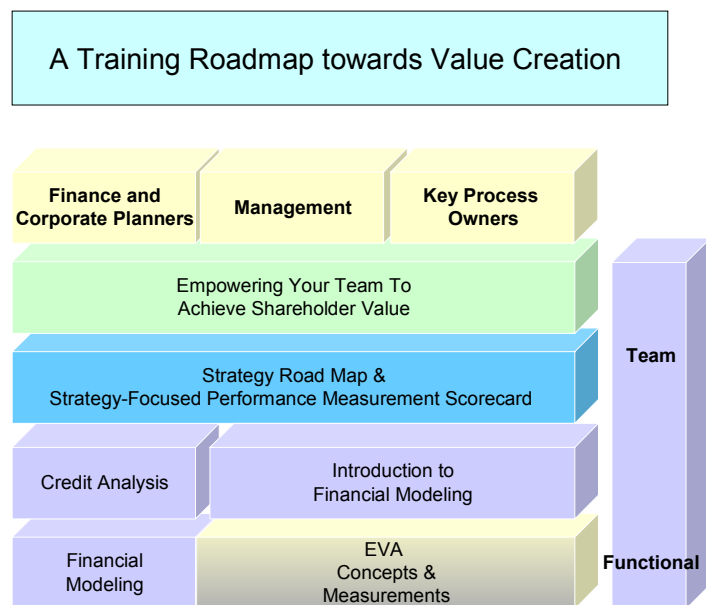 A Training Roadmap towards Value Creation
Finance and
Corporate Planners
Management
Key Process
Owners
Empowering Your Team To
Achieve Shareholder Value
Strategy Road Map &
Strategy-Focused Performance Measurement Scorecard
Team
Credit Analysis
Introduction to
Financial Modeling
Financial
Modeling
EVA
Concepts &
Measurements
Functional